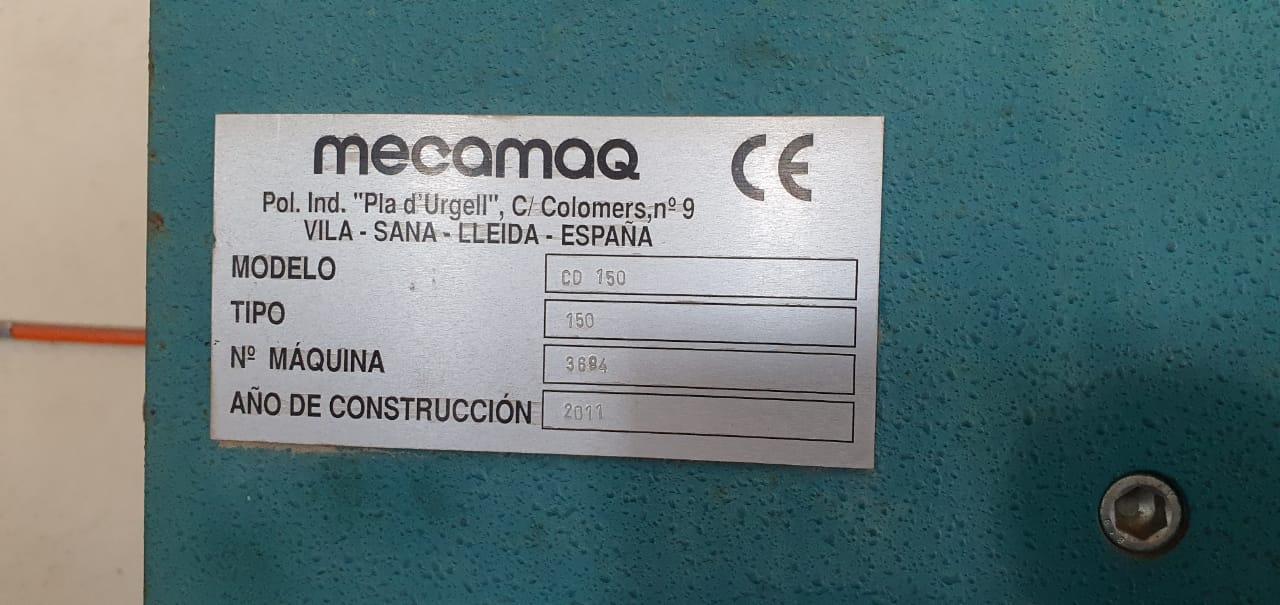 mecamaq CE
Pol. Ind. "Pla d'Urgell", C/ Colomers, nº 9
VILA - SANA - LLEIDA - ESPAÑA
MODELO CD 150
TIPO 150
Nº MÁQUINA 3694
AÑO DE CONSTRUCCIÓN 2011